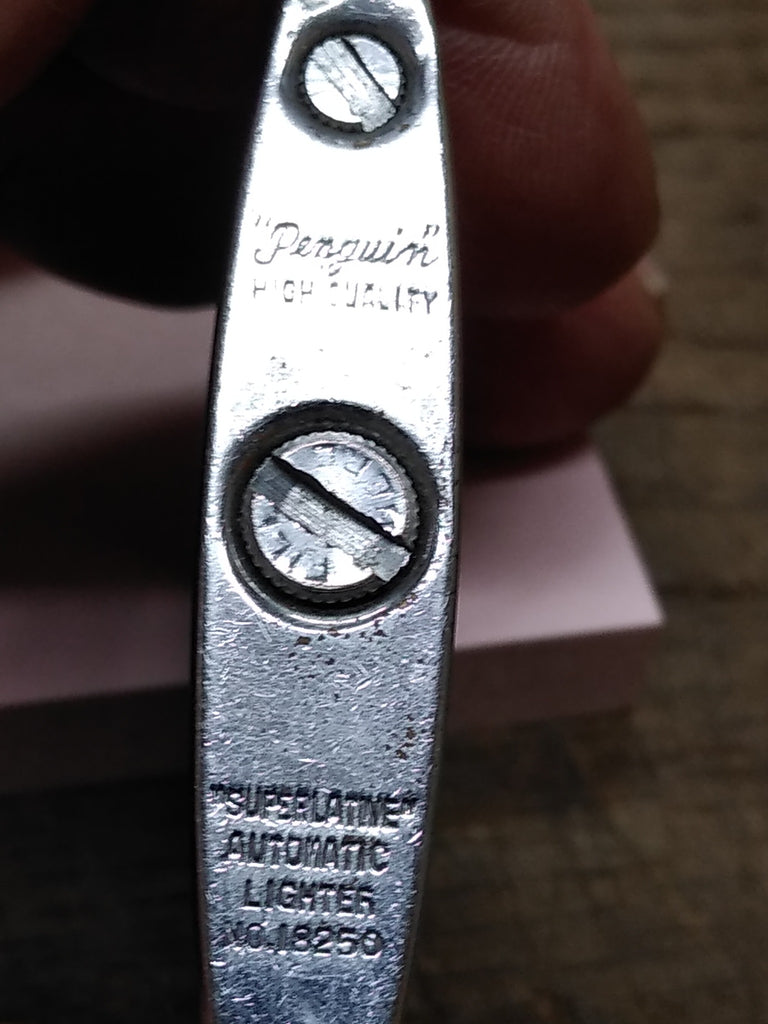 "Penguin"
HIGH QUALITY
"SUPERLATIVE"
AUTOMATIC
LIGHTER
NO.18250